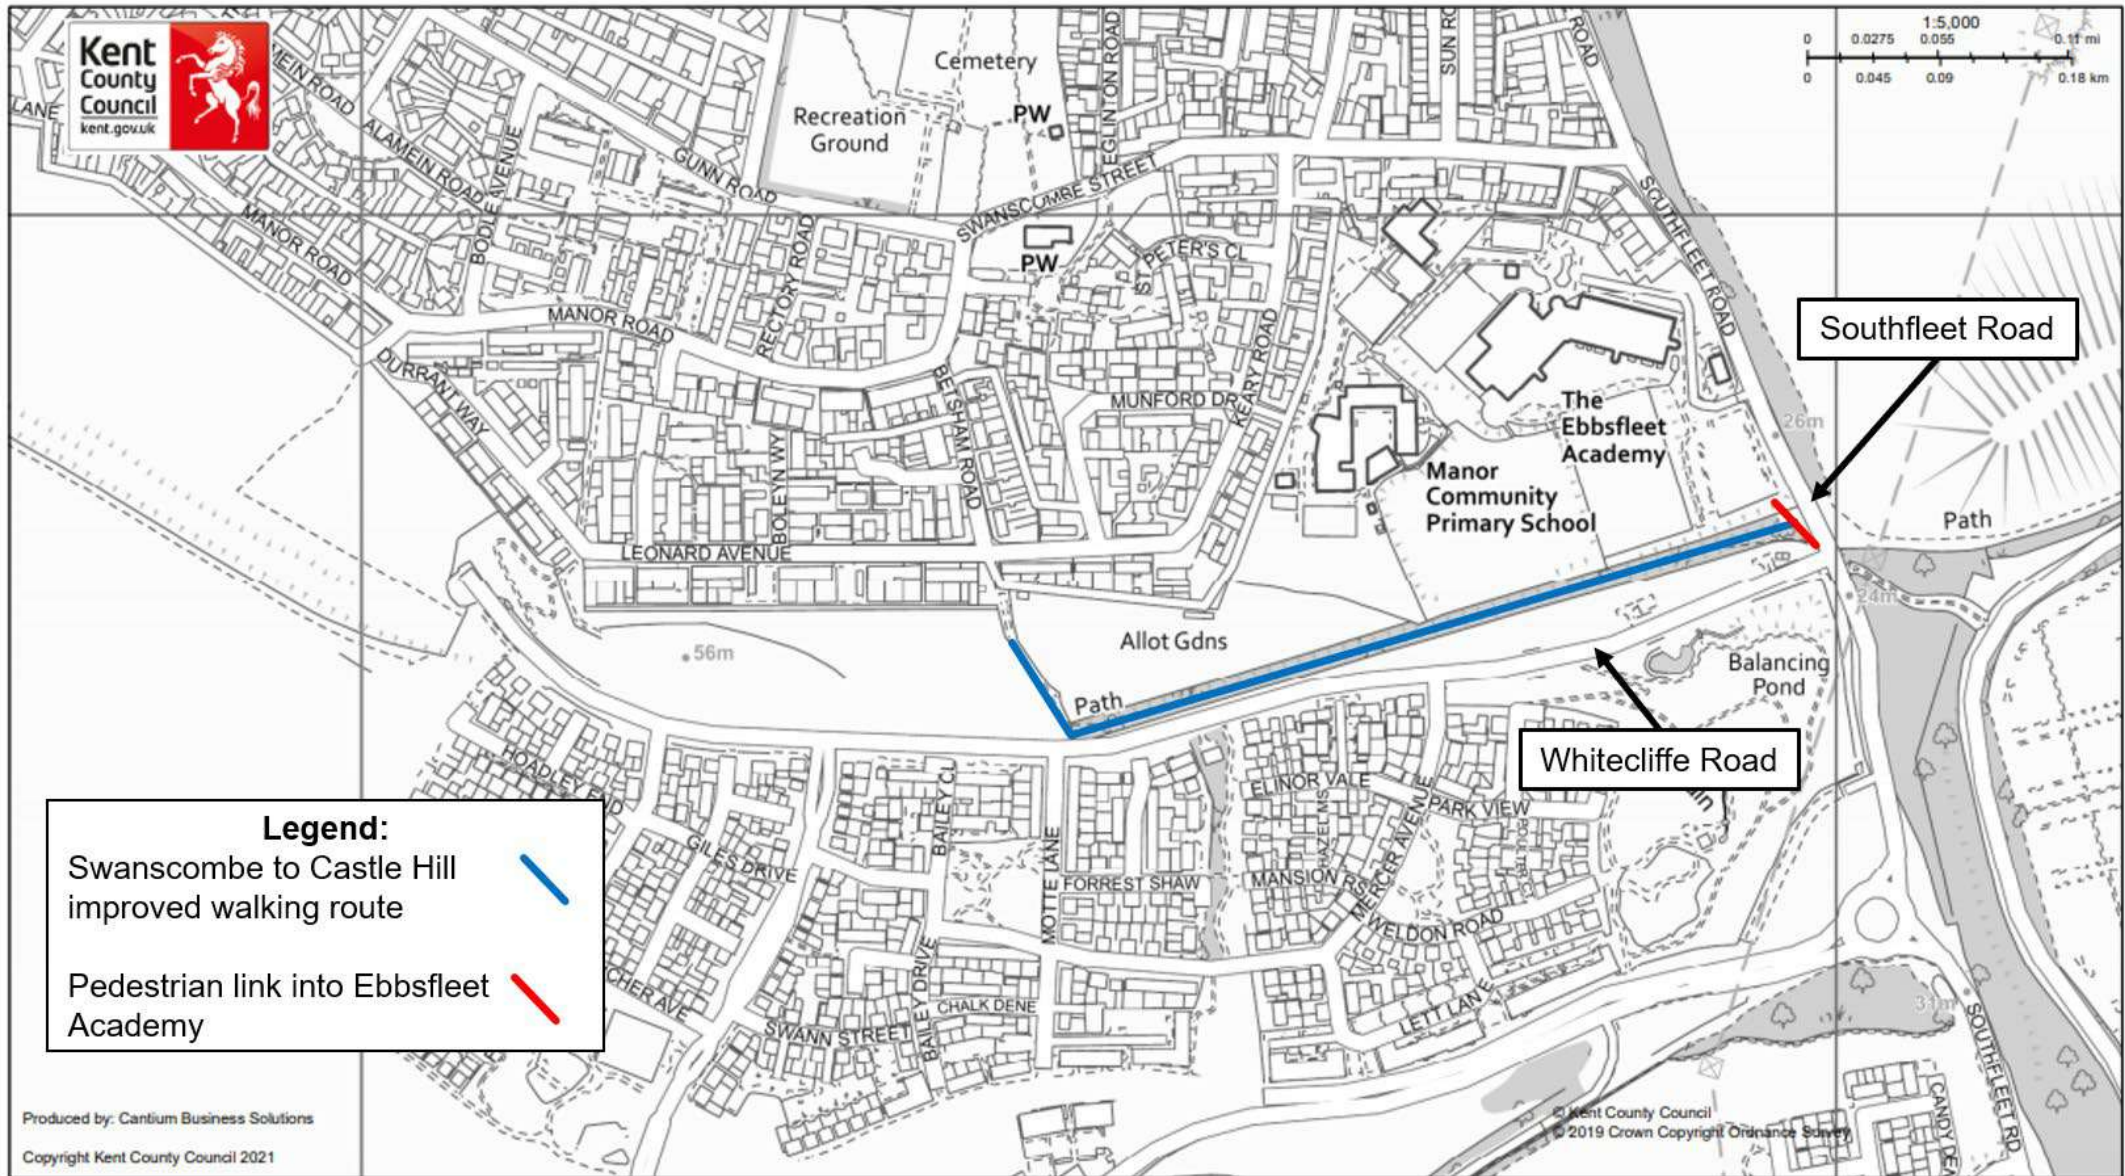 Kent
County
Council
kent.gov.uk
1:5,000
0 0.0275 0.055 0.11 mi
0 0.045 0.09 0.18 km
LANE
ALAMEIN ROAD
BODLE AVENUE
GUNN ROAD
Recreation
Ground
Cemetery
PW
EGLINTON ROAD
SWANSCOMBE STREET
ROAD
MANOR ROAD
PW
ST PETER'S CL
SOUTHFLEET ROAD
MANOR ROAD
RECTORY ROAD
DURRANT WAY
BETSHAM ROAD
MUNFORD DR
KEARY ROAD
BOLEYN WY
LEONARD AVENUE
The
Ebbsfleet
Academy
Manor
Community
Primary School
Southfleet Road
26m
Path
24m
56m
Allot Gdns
Path
Balancing
Pond
Whitecliffe Road
HOADLEY END
GILES DRIVE
BAILEY CL
MOTTE LANE
FORREST SHAW
ELINOR VALE
MANSION RS
MERCER AVENUE
PARK VIEW
WELDON ROAD
LETT LANE
CHALK DENE
SWANN STREET
BAILEY DRIVE
CHER AVE
31m
SOUTHFLEET RD
Legend:
Swanscombe to Castle Hill
improved walking route
Pedestrian link into Ebbsfleet
Academy
Produced by: Cantium Business Solutions
Copyright Kent County Council 2021
© Kent County Council
© 2019 Crown Copyright Ordnance Survey